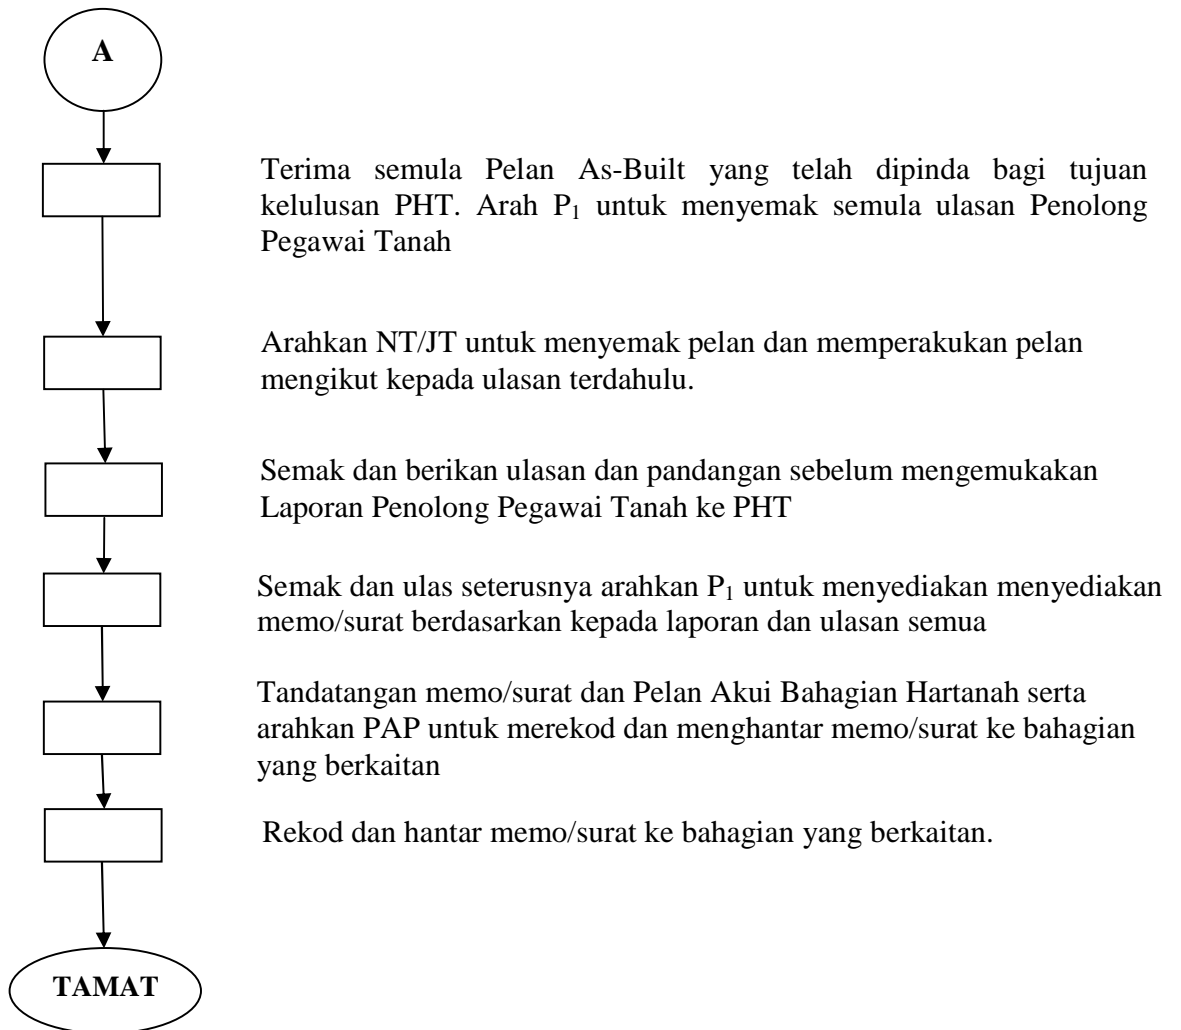 A
Terima semula Pelan As-Built yang telah dipinda bagi tujuan
kelulusan PHT. Arah P₁ untuk menyemak semula ulasan Penolong
Pegawai Tanah
Arahkan NT/JT untuk menyemak pelan dan memperakukan pelan
mengikut kepada ulasan terdahulu.
Semak dan berikan ulasan dan pandangan sebelum mengemukakan
Laporan Penolong Pegawai Tanah ke PHT
Semak dan ulas seterusnya arahkan P₁ untuk menyediakan menyediakan
memo/surat berdasarkan kepada laporan dan ulasan semua
Tandatangan memo/surat dan Pelan Akui Bahagian Hartanah serta
arahkan PAP untuk merekod dan menghantar memo/surat ke bahagian
yang berkaitan
Rekod dan hantar memo/surat ke bahagian yang berkaitan.
TAMAT